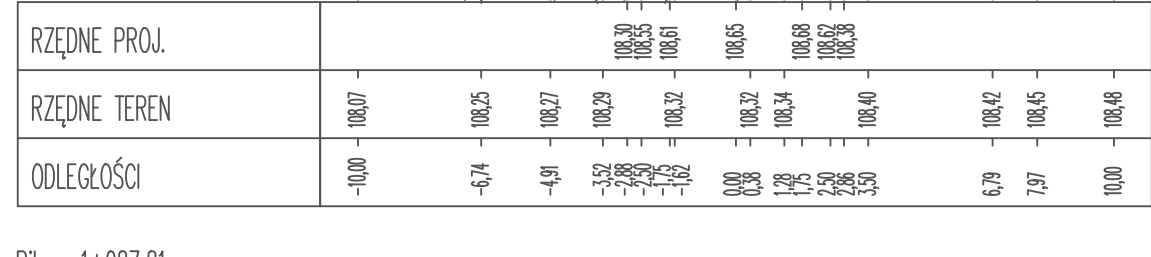 RZĘDNE PROJ. 108,30 108,55 108,61 108,65 108,68 108,62 108,38
RZĘDNE TEREN 108,07 108,25 108,27 108,29 108,32 108,32 108,34 108,40 108,42 108,45 108,48
ODLEGŁOŚCI -10,00 -6,74 -4,91 -3,52 -2,88 -2,50 -1,75 -1,62 0,00 0,38 1,28 1,75 2,50 2,86 3,50 6,79 7,97 10,00